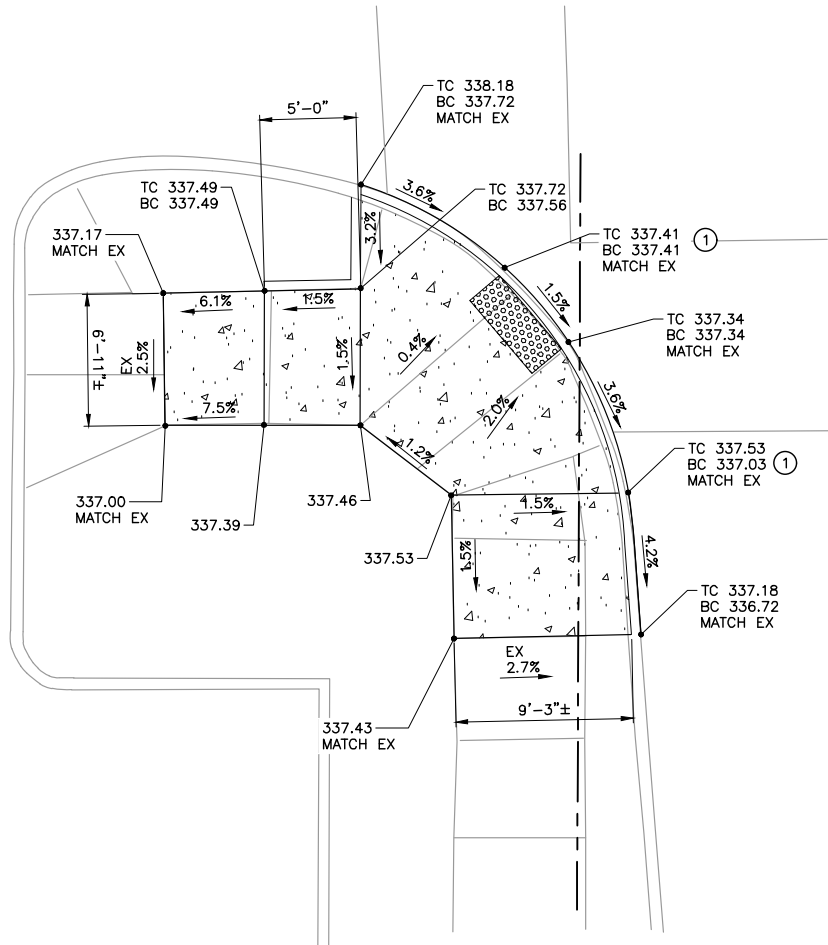 TC 338.18
BC 337.72
MATCH EX
5'-0"
3.6%
TC 337.49
BC 337.49
TC 337.72
BC 337.56
3.2%
337.17
MATCH EX
TC 337.41
BC 337.41
MATCH EX
1
6.1%
1.5%
1.5%
TC 337.34
BC 337.34
MATCH EX
6'-11"±
EX
2.5%
1.5%
0.4%
3.6%
7.5%
2.0%
1.2%
TC 337.53
BC 337.03
MATCH EX
1
337.00
MATCH EX
337.46
337.39
1.5%
337.53
1.5%
4.2%
TC 337.18
BC 336.72
MATCH EX
EX
2.7%
9'-3"±
337.43
MATCH EX